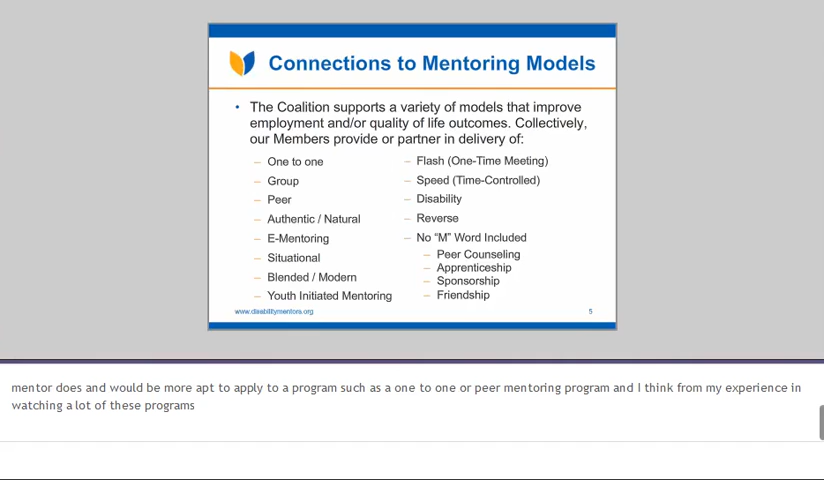 Connections to Mentoring Models
• The Coalition supports a variety of models that improve
employment and/or quality of life outcomes. Collectively,
our Members provide or partner in delivery of:
– One to one
– Group
– Peer
– Authentic / Natural
– E-Mentoring
– Situational
– Blended / Modern
– Youth Initiated Mentoring
– Flash (One-Time Meeting)
– Speed (Time-Controlled)
– Disability
– Reverse
– No “M” Word Included
– Peer Counseling
– Apprenticeship
– Sponsorship
– Friendship
www.disabilitymentors.org
5
mentor does and would be more apt to apply to a program such as a one to one or peer mentoring program and I think from my experience in
watching a lot of these programs